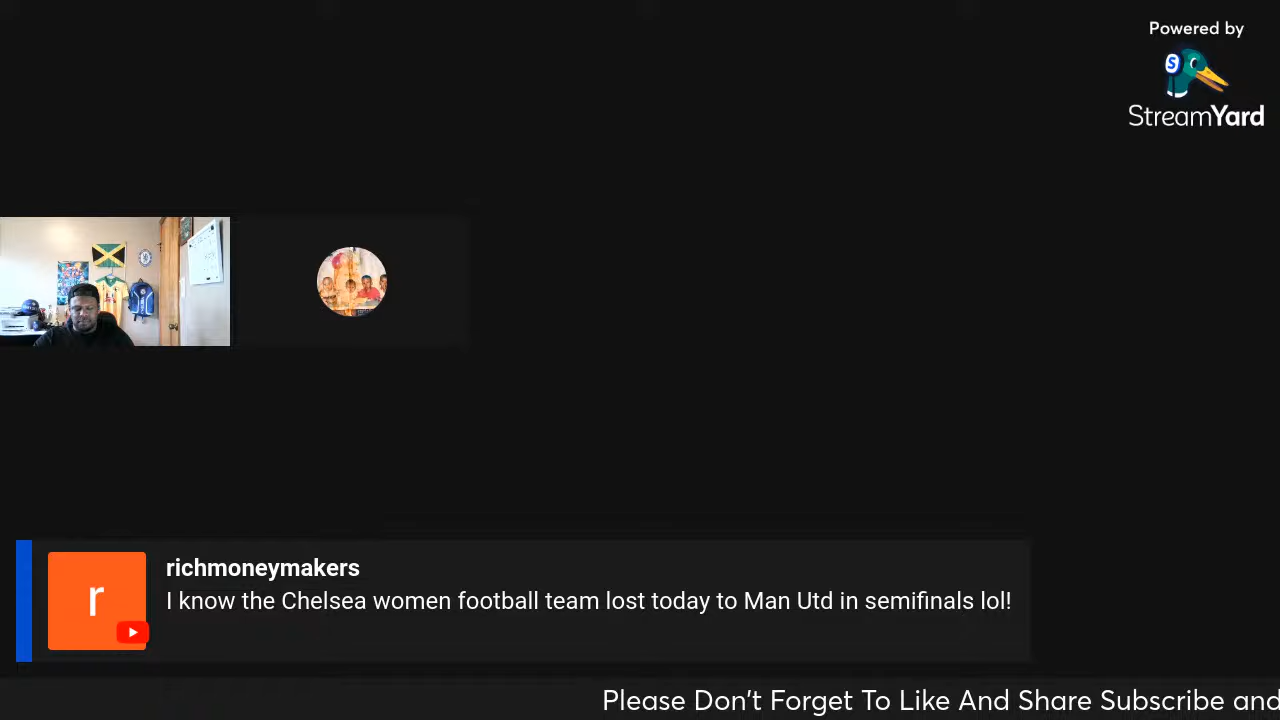 Powered by
S
StreamYard
r
richmoneymakers
I know the Chelsea women football team lost today to Man Utd in semifinals lol!
Please Don't Forget To Like And Share Subscribe and